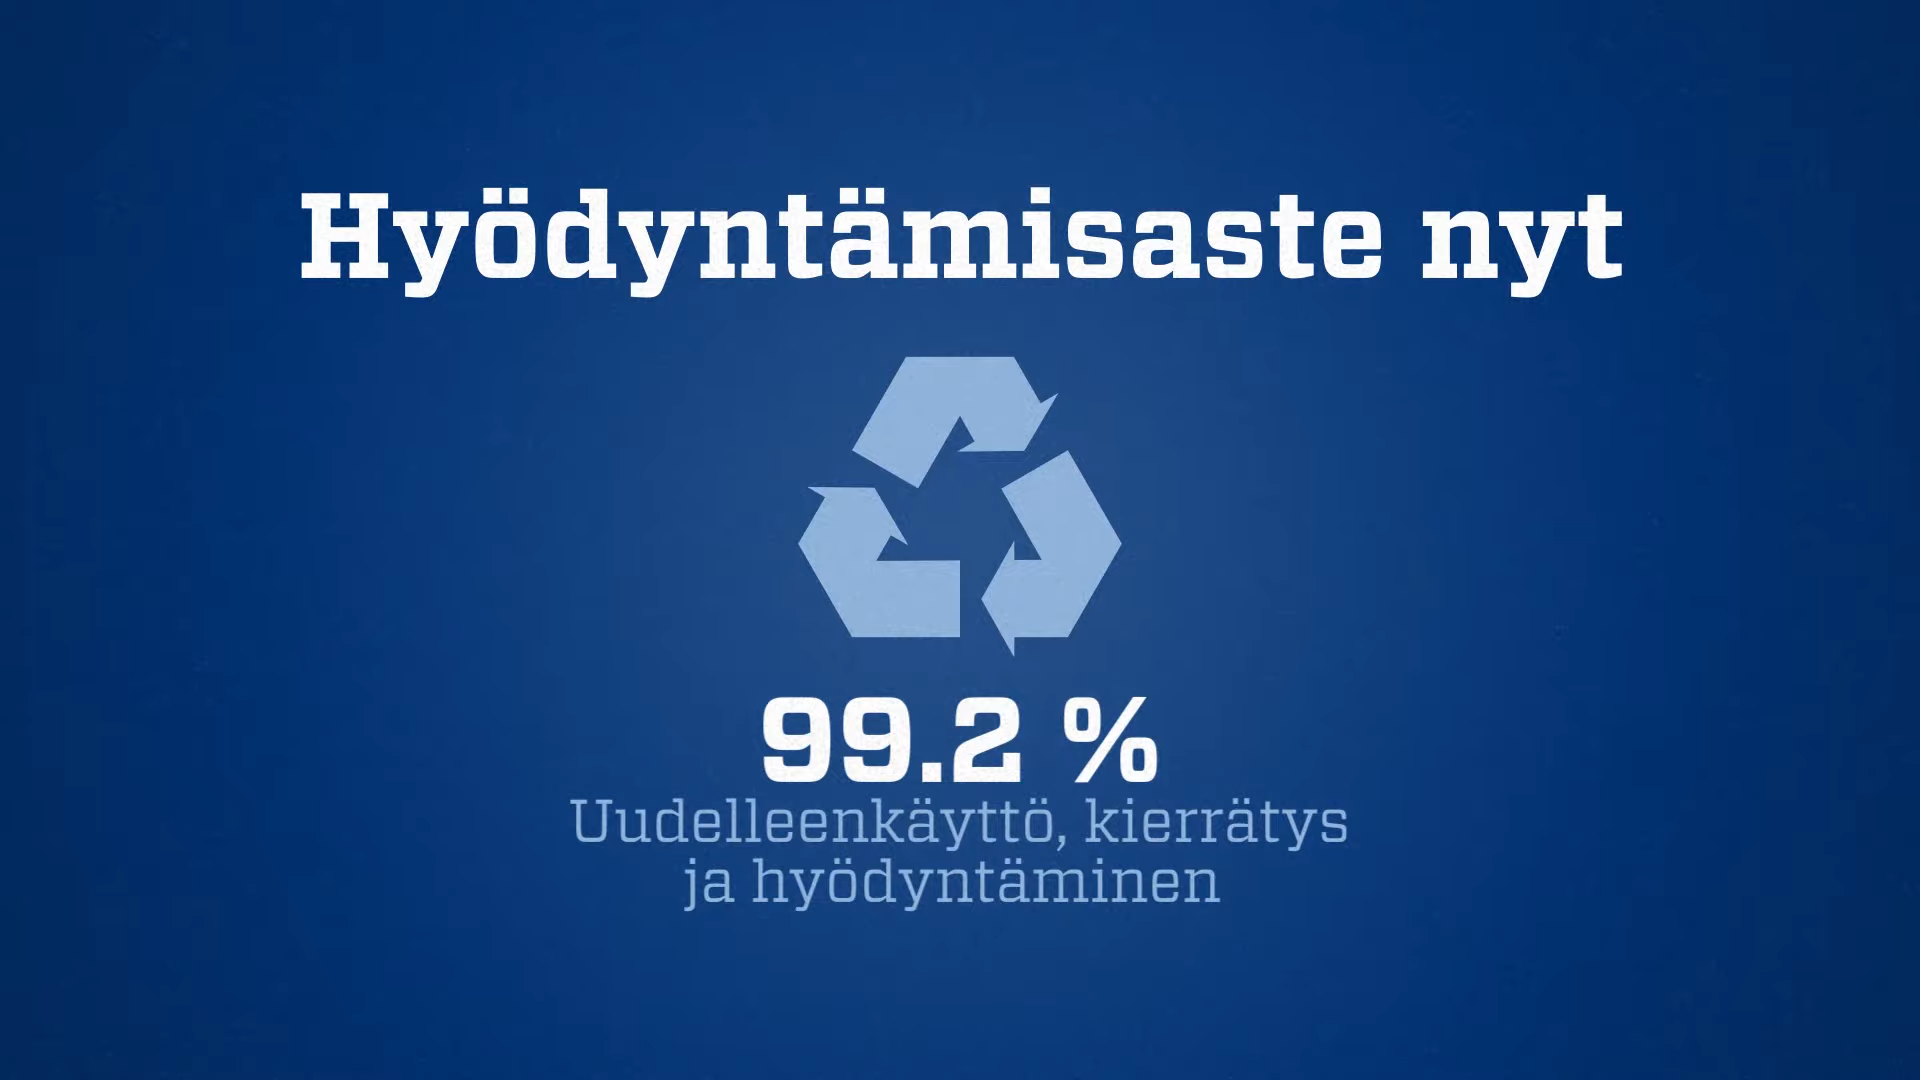 Hyödyntämisaste nyt
99.2 %
Uudelleenkäyttö, kierrätys
ja hyödyntäminen